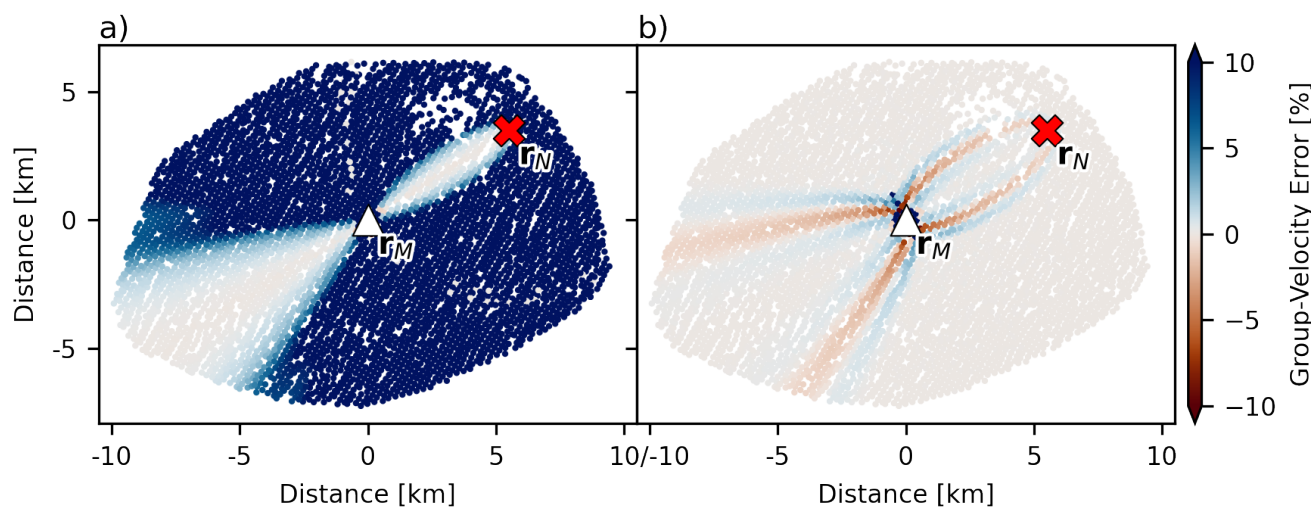 a)
b)
5
0
-5
Distance [km]
r_N
r_M
r_N
r_M
-10
-5
0
5
10/-10
-5
0
5
10
Distance [km]
Distance [km]
10
5
0
−5
−10
Group-Velocity Error [%]